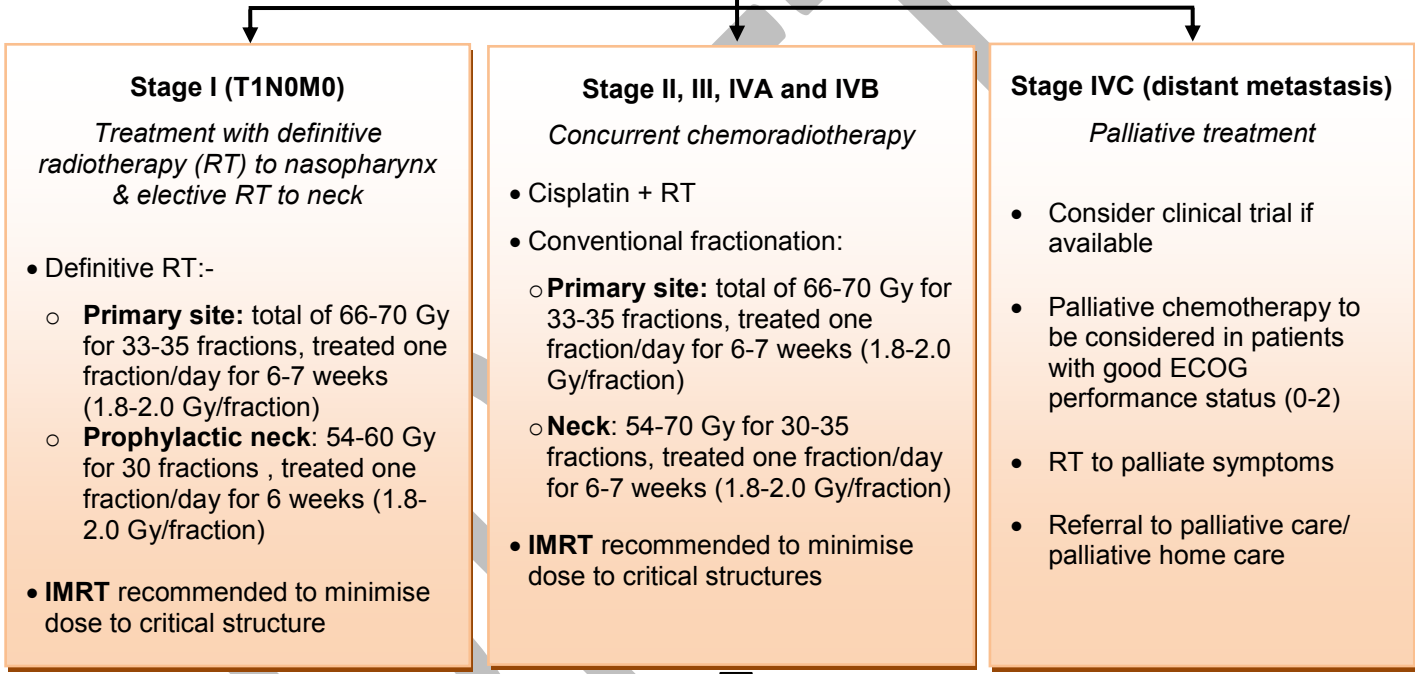 Stage I (T1N0M0)
Treatment with definitive
radiotherapy (RT) to nasopharynx
& elective RT to neck
• Definitive RT:-
o Primary site: total of 66-70 Gy
for 33-35 fractions, treated one
fraction/day for 6-7 weeks
(1.8-2.0 Gy/fraction)
o Prophylactic neck: 54-60 Gy
for 30 fractions , treated one
fraction/day for 6 weeks (1.8-
2.0 Gy/fraction)
• IMRT recommended to minimise
dose to critical structure
Stage II, III, IVA and IVB
Concurrent chemoradiotherapy
• Cisplatin + RT
• Conventional fractionation:
o Primary site: total of 66-70 Gy for
33-35 fractions, treated one
fraction/day for 6-7 weeks (1.8-2.0
Gy/fraction)
o Neck: 54-70 Gy for 30-35
fractions, treated one fraction/day
for 6-7 weeks (1.8-2.0 Gy/fraction)
• IMRT recommended to minimise
dose to critical structures
Stage IVC (distant metastasis)
Palliative treatment
• Consider clinical trial if
available
• Palliative chemotherapy to
be considered in patients
with good ECOG
performance status (0-2)
• RT to palliate symptoms
• Referral to palliative care/
palliative home care